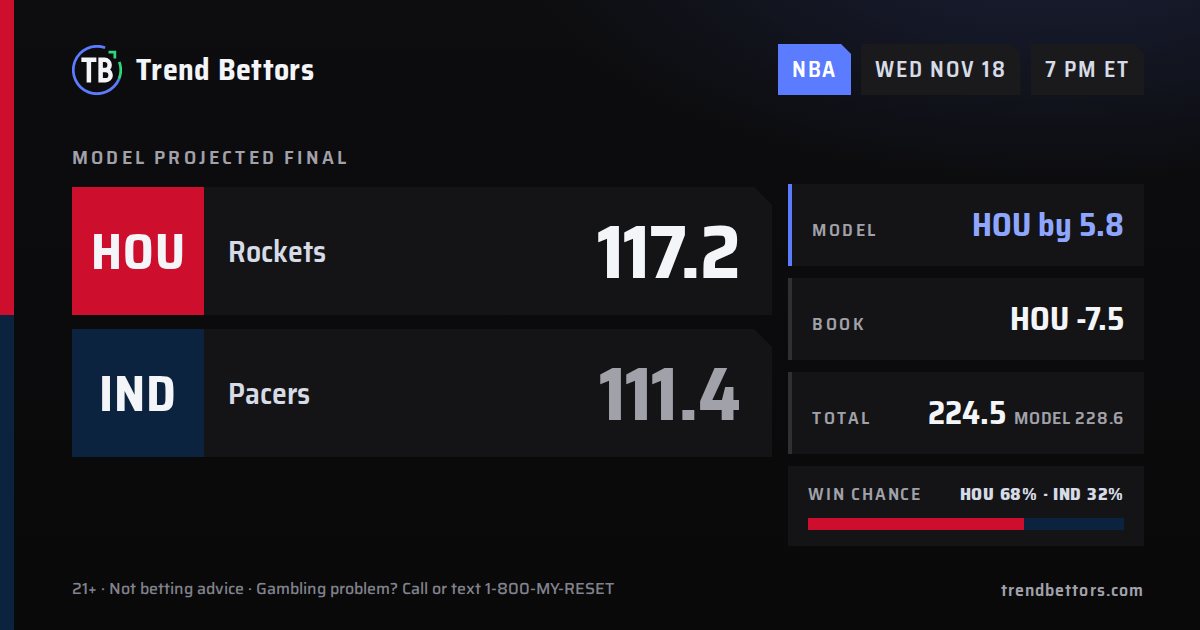 TB Trend Bettors
NBA WED NOV 18 7 PM ET
MODEL PROJECTED FINAL
HOU Rockets 117.2
IND Pacers 111.4
MODEL HOU by 5.8
BOOK HOU -7.5
TOTAL 224.5 MODEL 228.6
WIN CHANCE HOU 68% · IND 32%
21+ · Not betting advice · Gambling problem? Call or text 1-800-MY-RESET
trendbettors.com